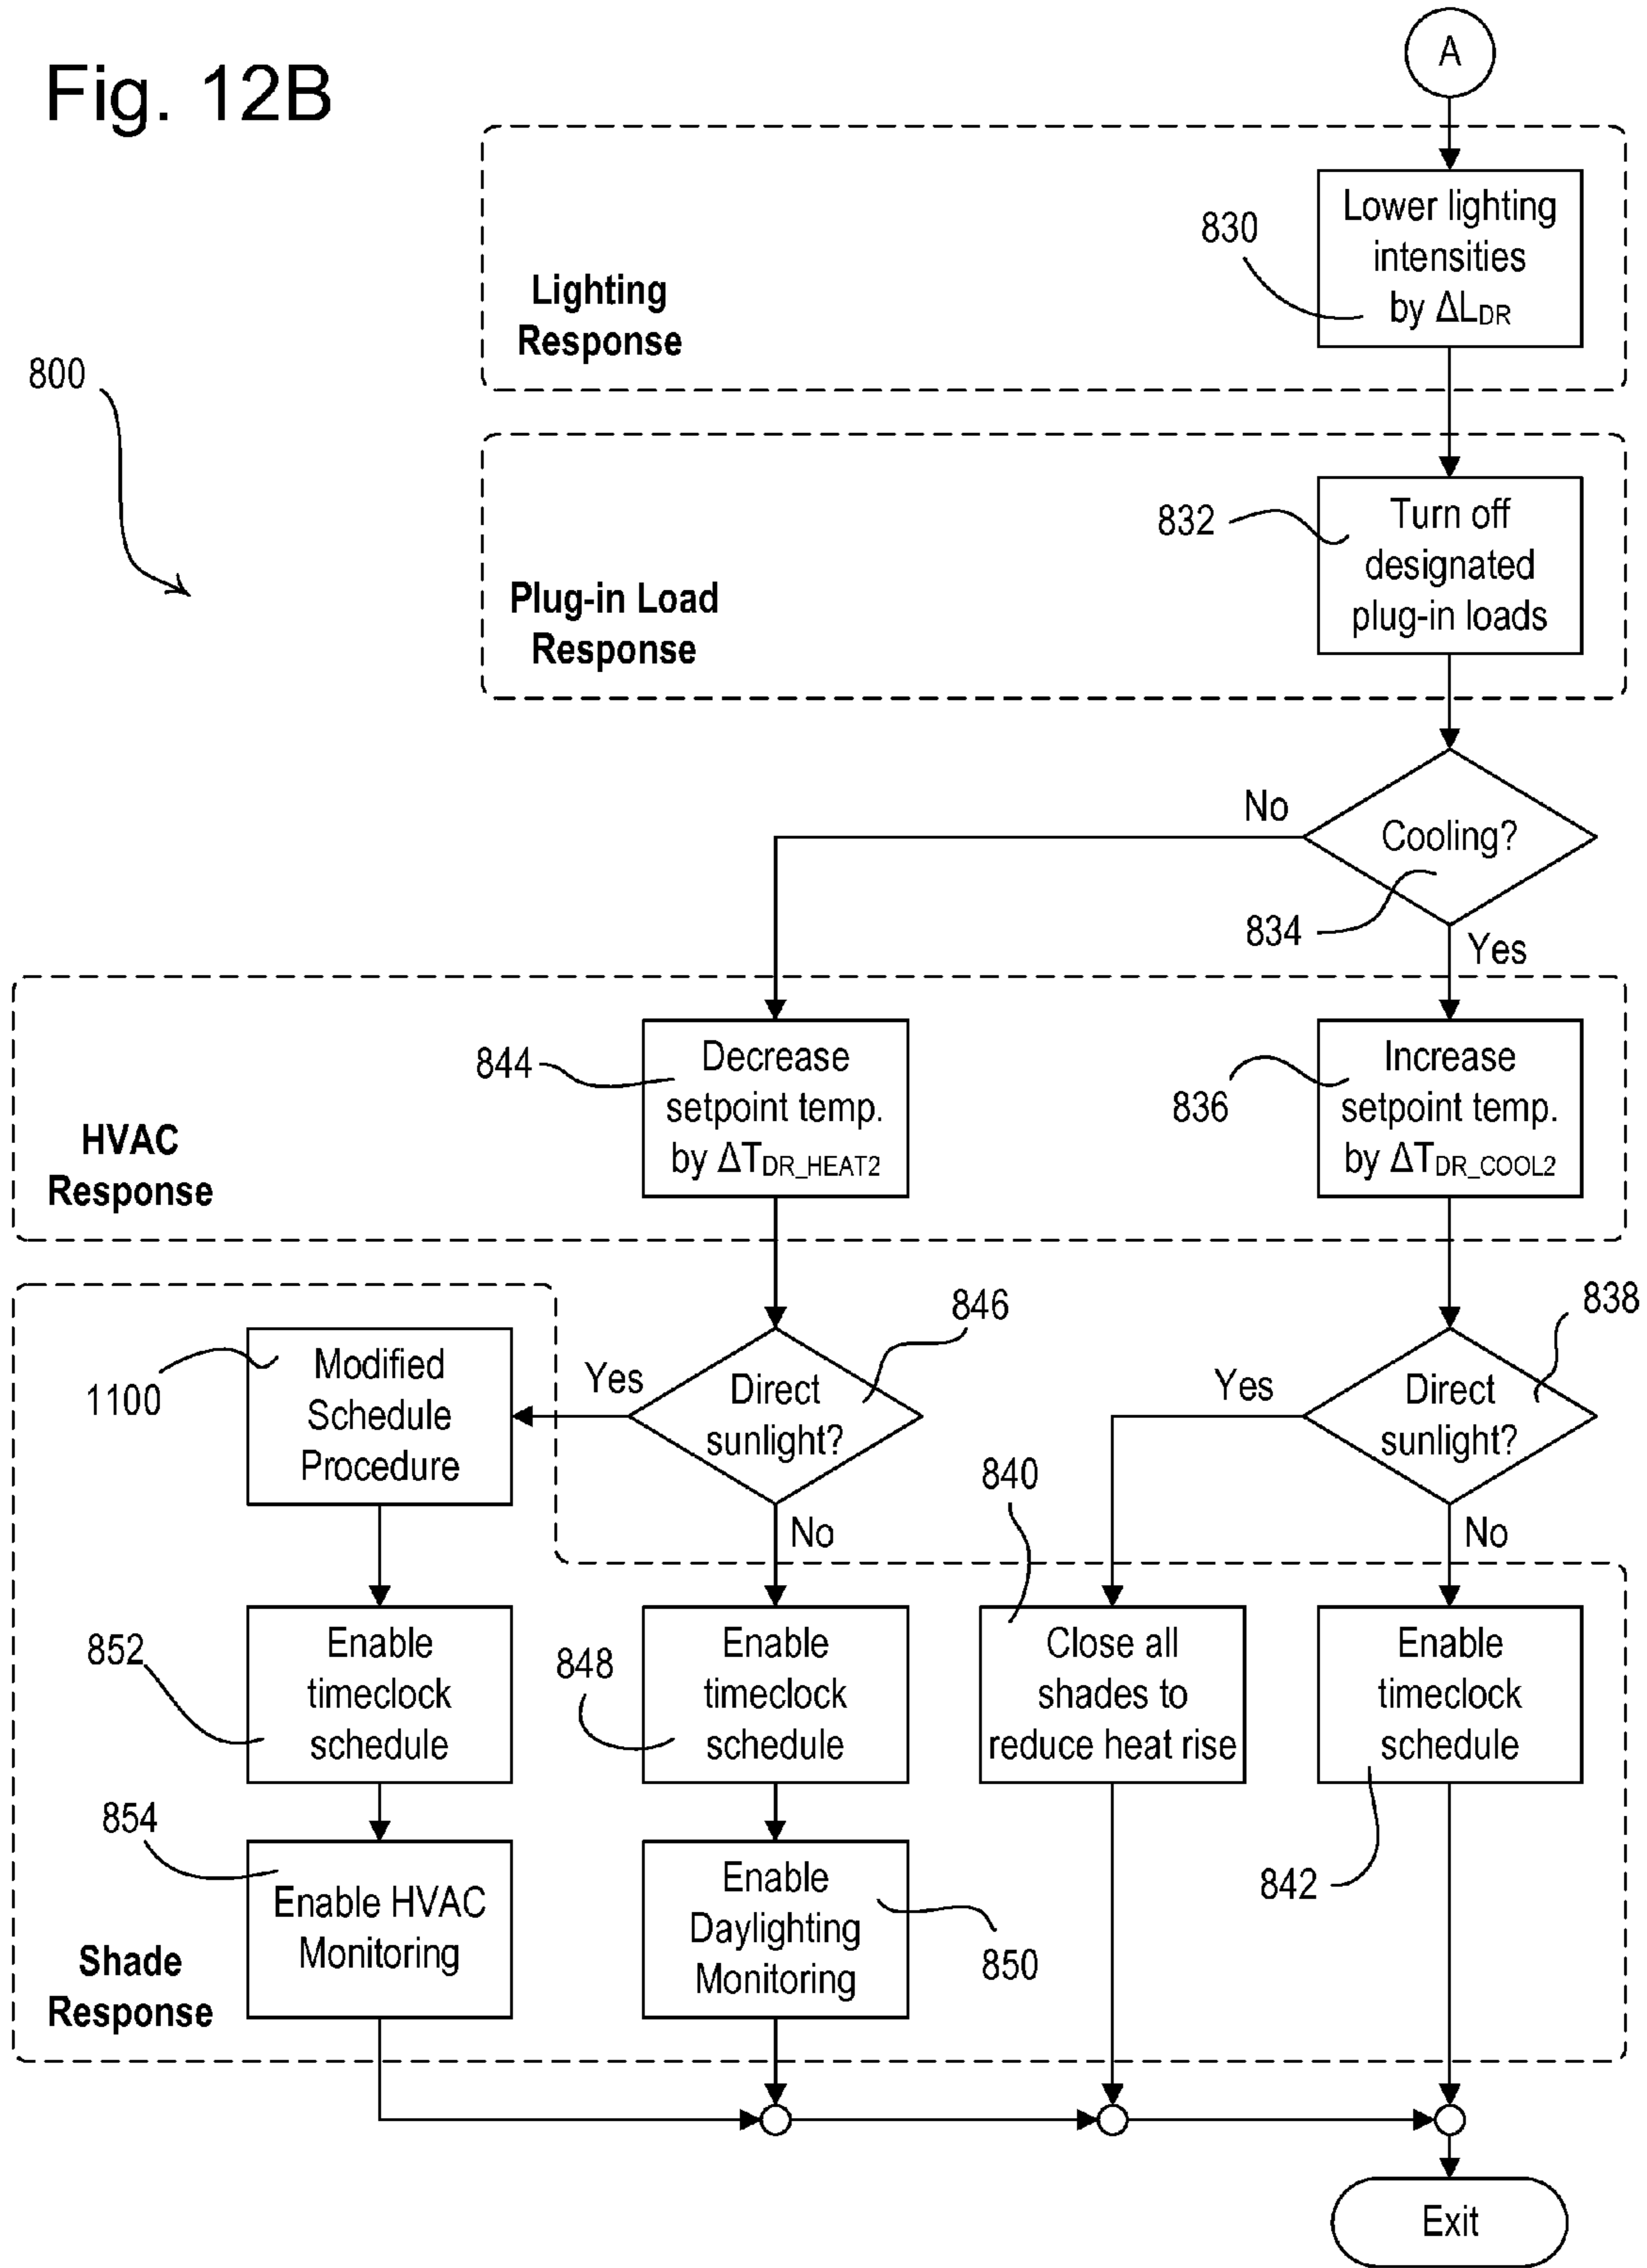 Fig. 12B
A
Lower lighting
intensities
by ΔLDR
830
Lighting
Response
800
Turn off
designated
plug-in loads
832
Plug-in Load
Response
Cooling?
No
834
Yes
Decrease
setpoint temp.
by ΔTDR_HEAT2
844
Increase
setpoint temp.
by ΔTDR_COOL2
836
HVAC
Response
Modified
Schedule
Procedure
1100
Yes
Direct
sunlight?
846
No
Yes
Direct
sunlight?
838
No
840
852
Enable
timeclock
schedule
848
Enable
timeclock
schedule
Close all
shades to
reduce heat rise
Enable
timeclock
schedule
854
Enable HVAC
Monitoring
Enable
Daylighting
Monitoring
850
842
Shade
Response
Exit